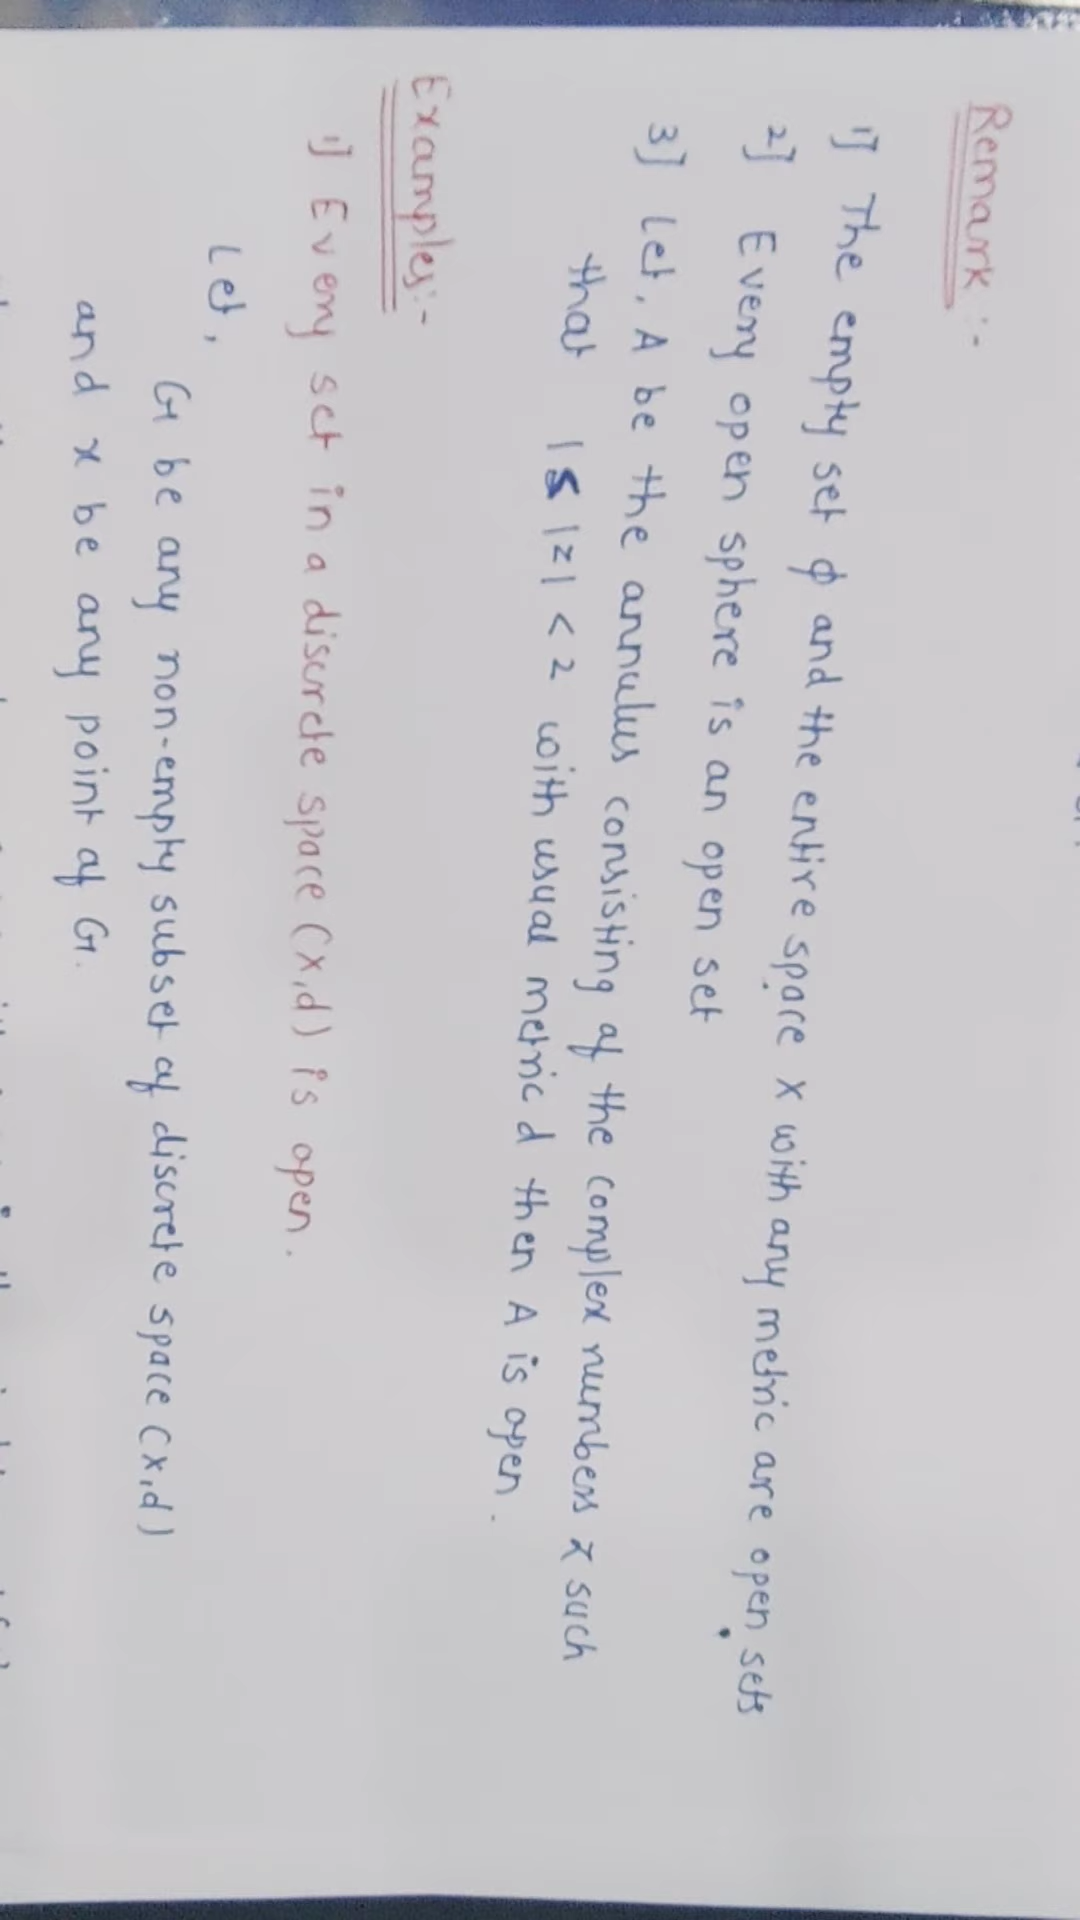 Remark :-
1] The empty set ϕ and the entire space X with any metric are open sets
2] Every open sphere is an open set
3] Let, A be the annulus consisting of the complex numbers z such
that 1 ≤ |z| < 2 with usual metric d then A is open.
Examples:-
1] Every set in a discrete space (X,d) is open.
Let,
G be any non-empty subset of discrete space (X,d)
and x be any point of G.